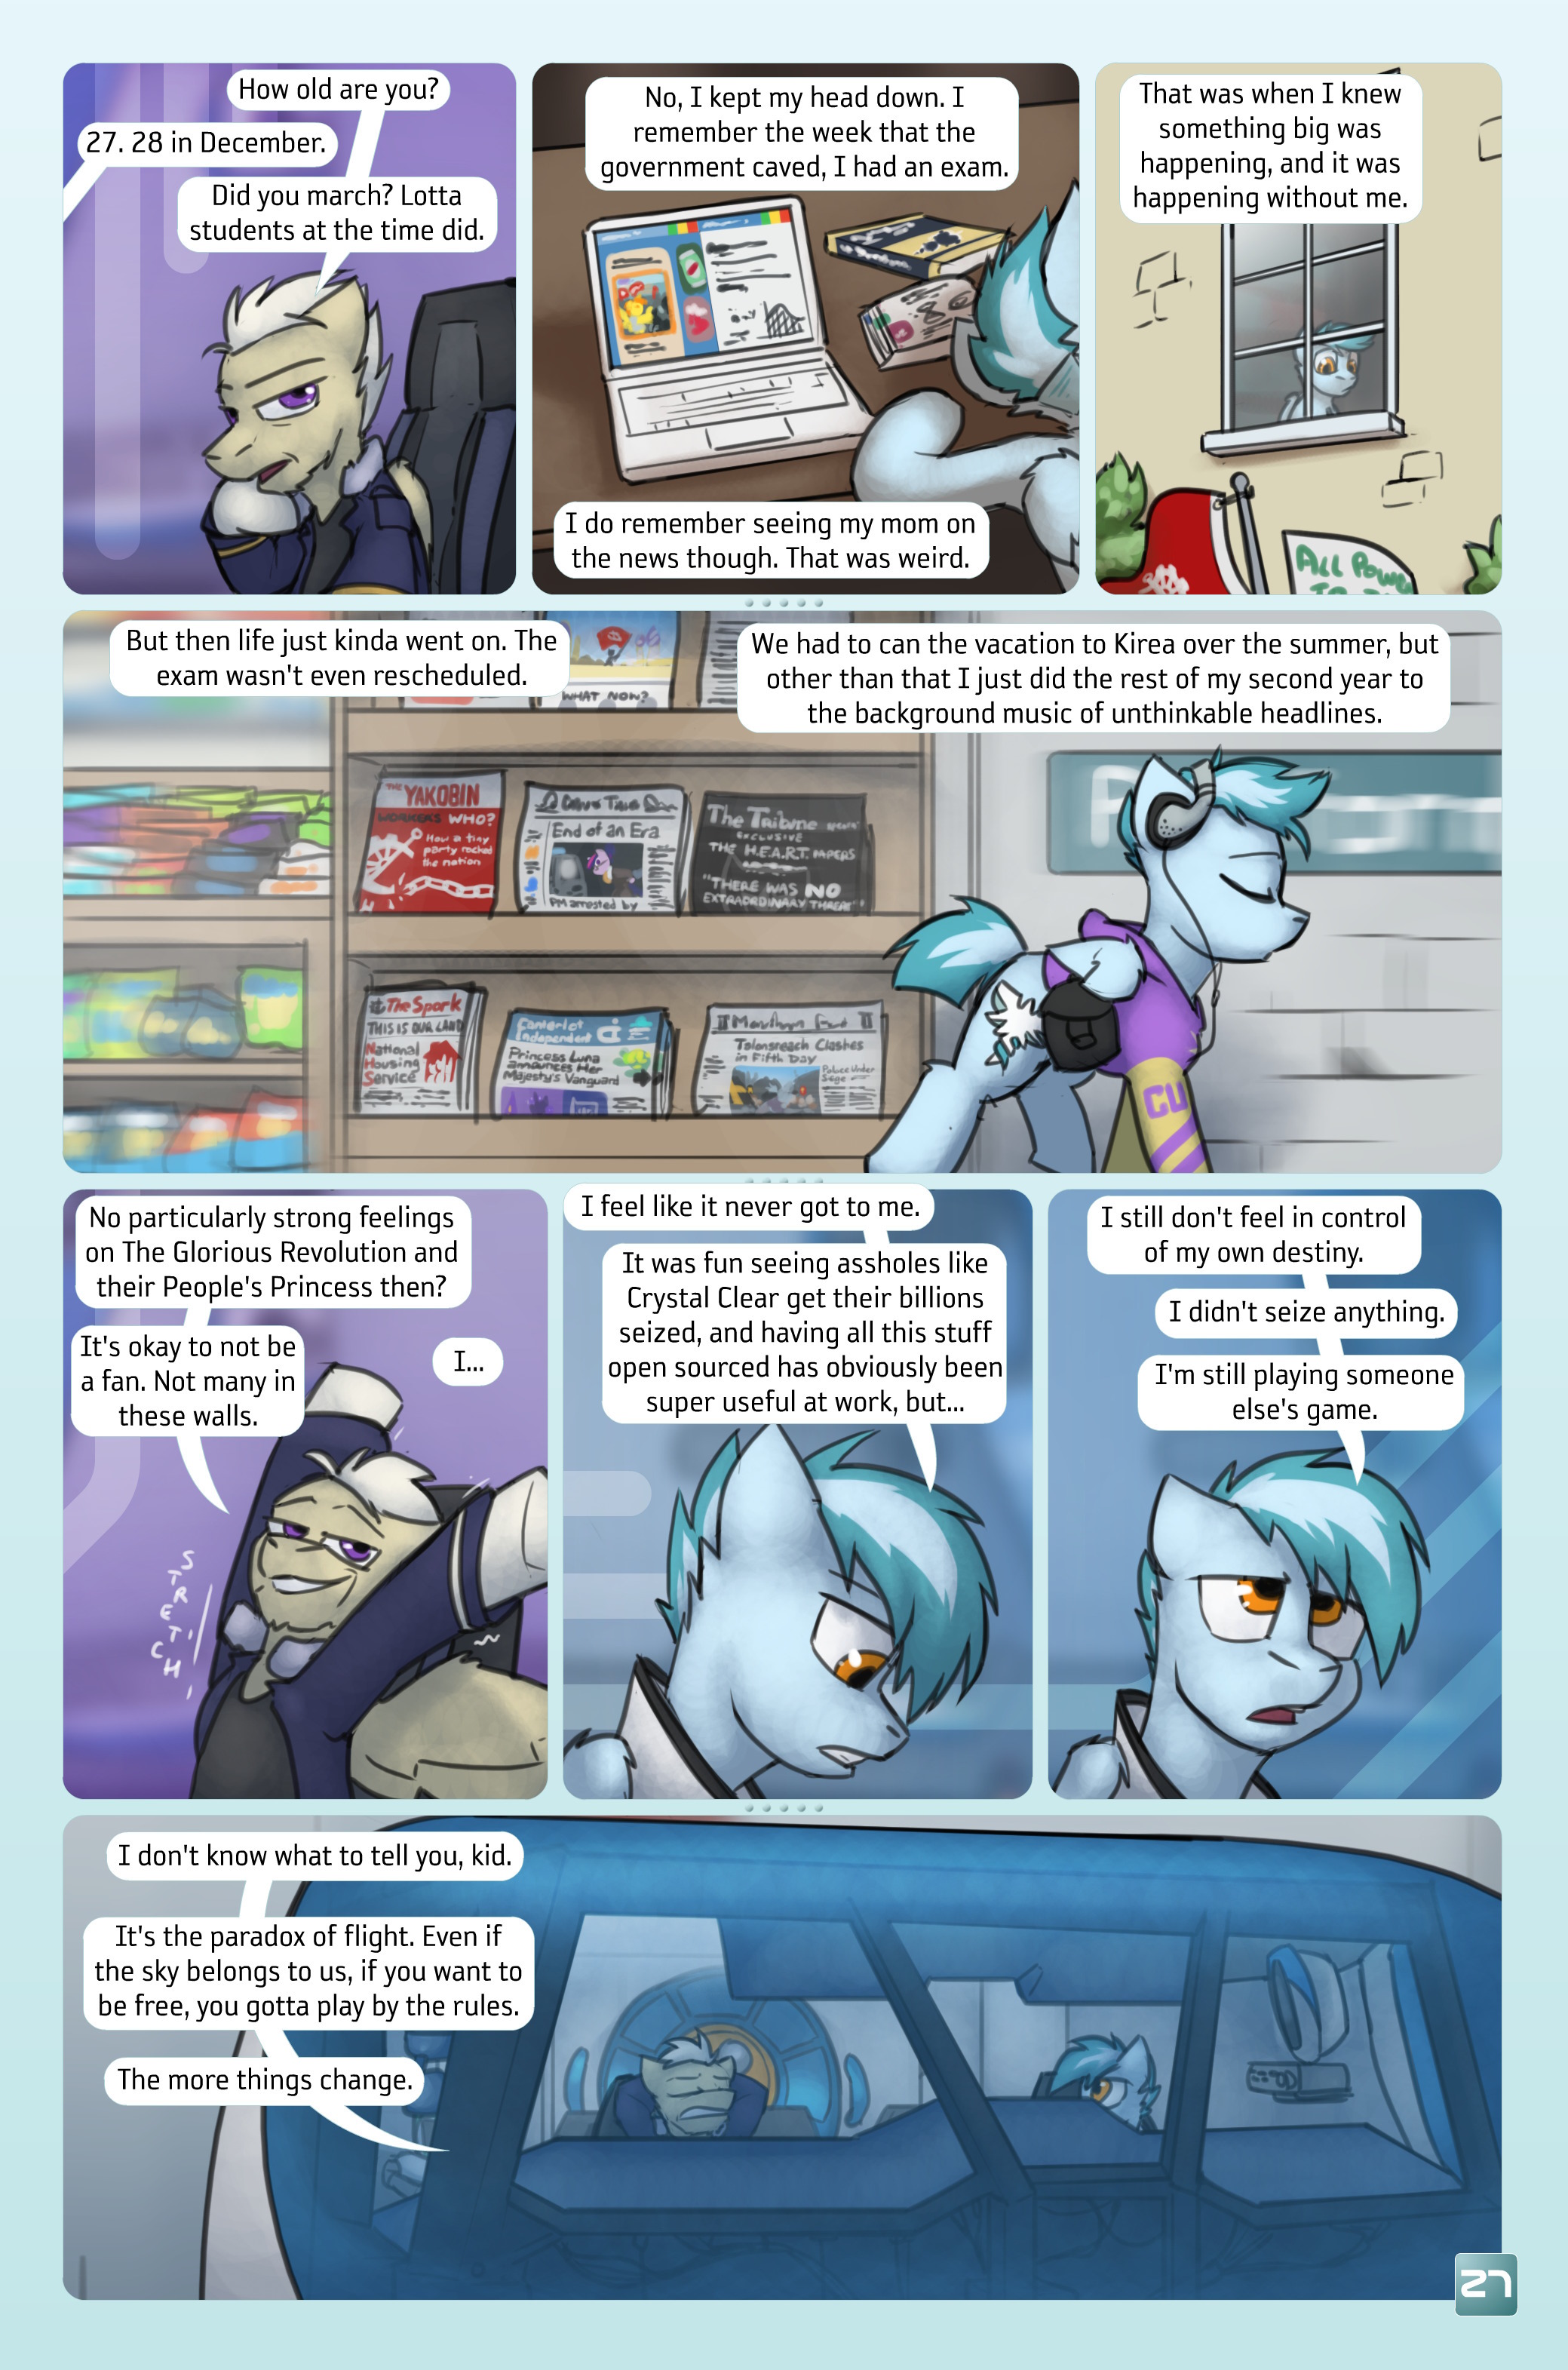 How old are you?
27. 28 in December.
Did you march? Lotta
students at the time did.
No, I kept my head down. I
remember the week that the
government caved, I had an exam.
I do remember seeing my mom on
the news though. That was weird.
That was when I knew
something big was
happening, and it was
happening without me.
ALL POWE
But then life just kinda went on. The
exam wasn't even rescheduled.
We had to can the vacation to Kirea over the summer, but
other than that I just did the rest of my second year to
the background music of unthinkable headlines.
WHAT NOW?
THE YAKOBIN
WORKERS WHO?
How a tiny
party rocked
the nation
End of an Era
PM arrested by
The Tribune
EXCLUSIVE
THE H.E.A.R.T. PAPERS
"THERE WAS NO
EXTRAORDINARY THREAT"
The Spark
THIS IS OUR LAND
National
Housing
Service
Canterlot
Independent
Princess Luna
announces Her
Majesty's Vanguard
Talonsreach Clashes
in Fifth Day
Palace Under
Siege
CU
No particularly strong feelings
on The Glorious Revolution and
their People's Princess then?
It's okay to not be
a fan. Not many in
these walls.
I...
STRETCH
I feel like it never got to me.
It was fun seeing assholes like
Crystal Clear get their billions
seized, and having all this stuff
open sourced has obviously been
super useful at work, but...
I still don't feel in control
of my own destiny.
I didn't seize anything.
I'm still playing someone
else's game.
I don't know what to tell you, kid.
It's the paradox of flight. Even if
the sky belongs to us, if you want to
be free, you gotta play by the rules.
The more things change.
27